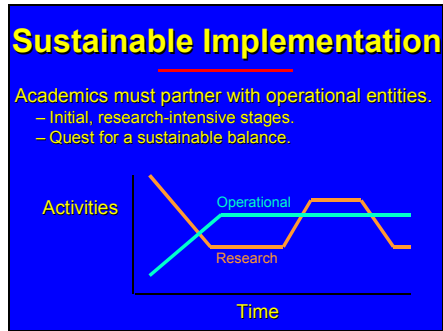 Sustainable Implementation
Academics must partner with operational entities.
– Initial, research-intensive stages.
– Quest for a sustainable balance.
Operational
Activities
Research
Time